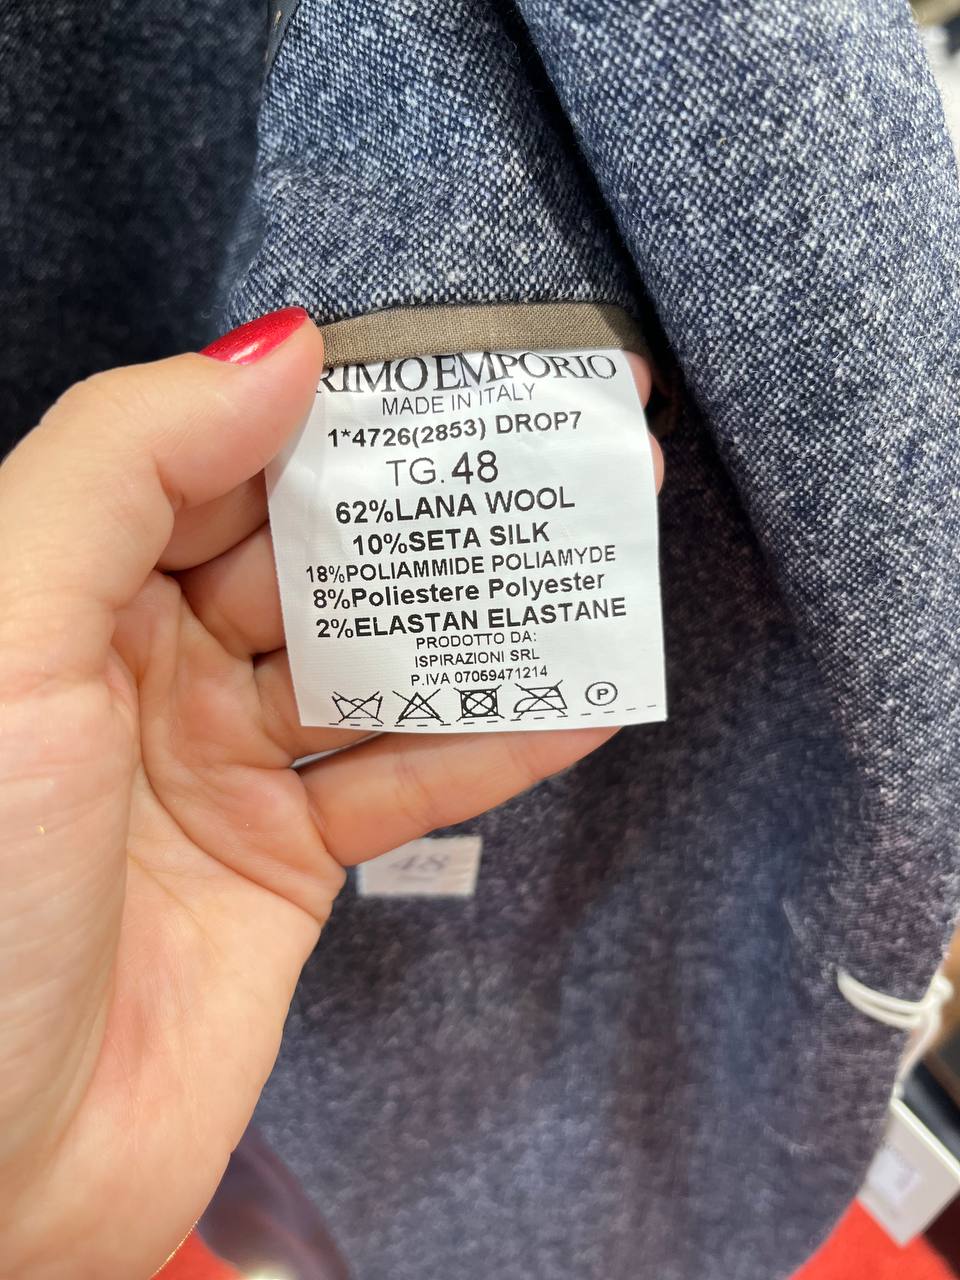 RIMO EMPORIO
MADE IN ITALY
1*4726(2853) DROP7
TG. 48
62%LANA WOOL
10%SETA SILK
18%POLIAMMIDE POLIAMYDE
8%Poliestere Polyester
2%ELASTAN ELASTANE
PRODOTTO DA:
ISPIRAZIONI SRL
P.IVA 07069471214
P
48